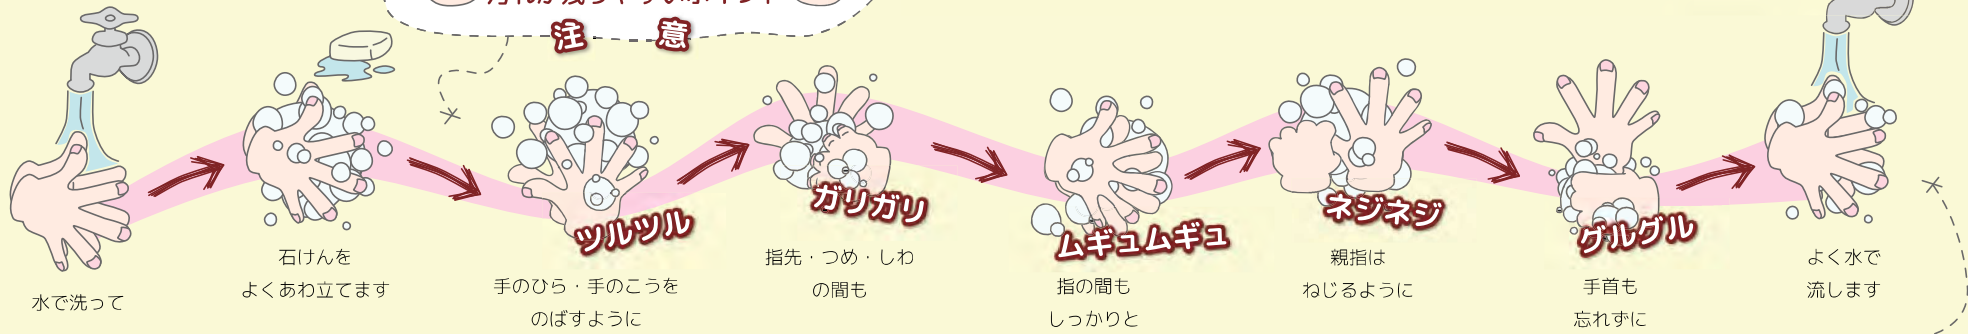 注 意
水で洗って
石けんを
よくあわ立てます
ツルツル
手のひら・手のこうを
のばすように
ガリガリ
指先・つめ・しわ
の間も
ムギュムギュ
指の間も
しっかりと
ネジネジ
親指は
ねじるように
グルグル
手首も
忘れずに
よく水で
流します